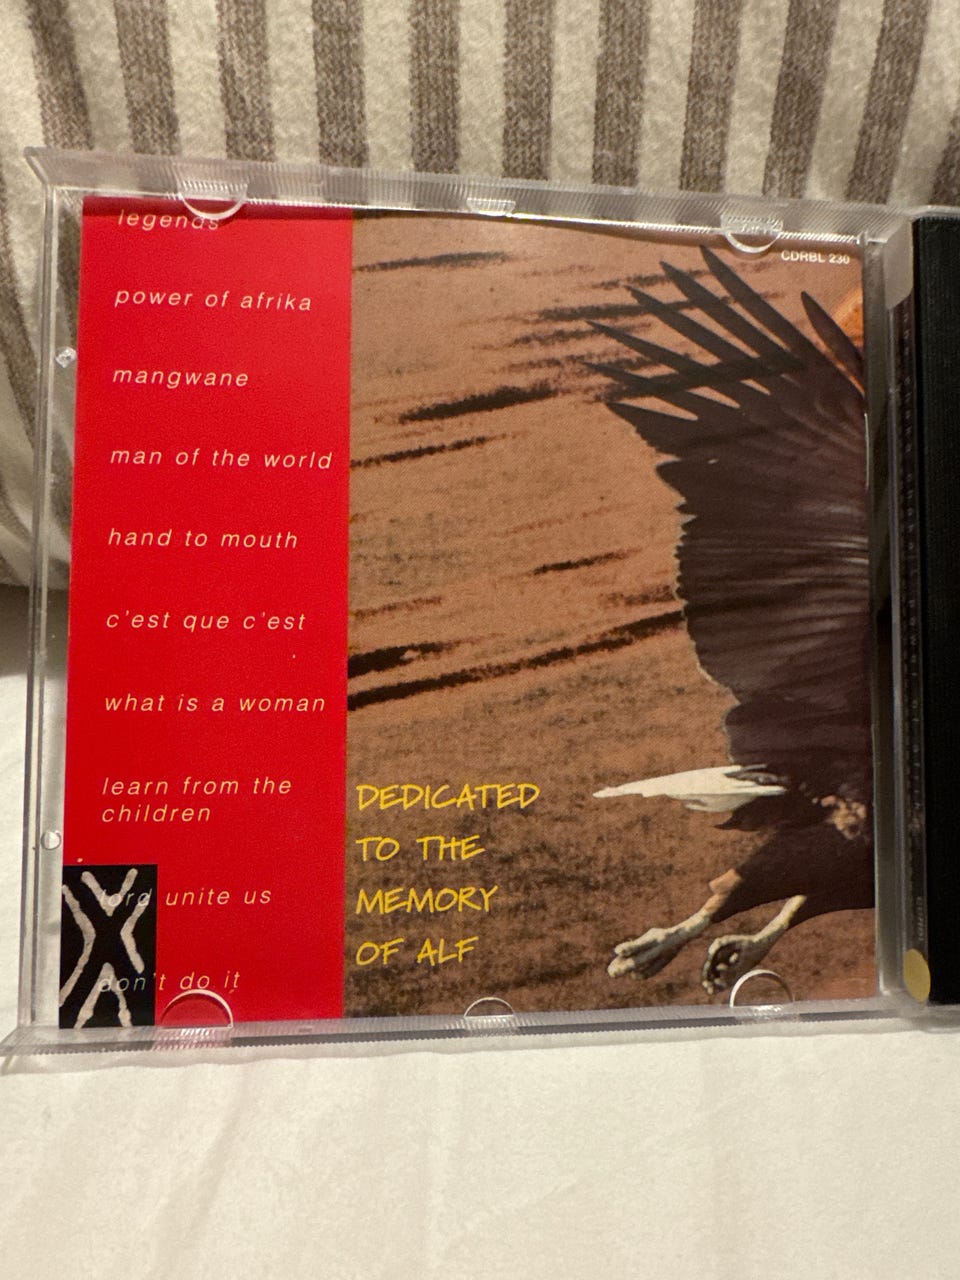 legends
power of afrika
mangwane
man of the world
hand to mouth
c'est que c'est
what is a woman
learn from the
children
lord unite us
don't do it
CDRBL 230
DEDICATED
TO THE
MEMORY
OF ALF